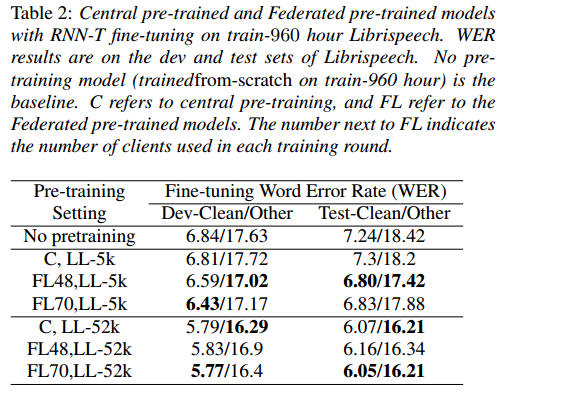 Table 2: Central pre-trained and Federated pre-trained models
with RNN-T fine-tuning on train-960 hour Librispeech. WER
results are on the dev and test sets of Librispeech. No pre-
training model (trainedfrom-scratch on train-960 hour) is the
baseline. C refers to central pre-training, and FL refer to the
Federated pre-trained models. The number next to FL indicates
the number of clients used in each training round.
Pre-training Fine-tuning Word Error Rate (WER)
Setting Dev-Clean/Other Test-Clean/Other
No pretraining 6.84/17.63 7.24/18.42
C, LL-5k 6.81/17.72 7.3/18.2
FL48,LL-5k 6.59/17.02 6.80/17.42
FL70,LL-5k 6.43/17.17 6.83/17.88
C, LL-52k 5.79/16.29 6.07/16.21
FL48,LL-52k 5.83/16.9 6.16/16.34
FL70,LL-52k 5.77/16.4 6.05/16.21